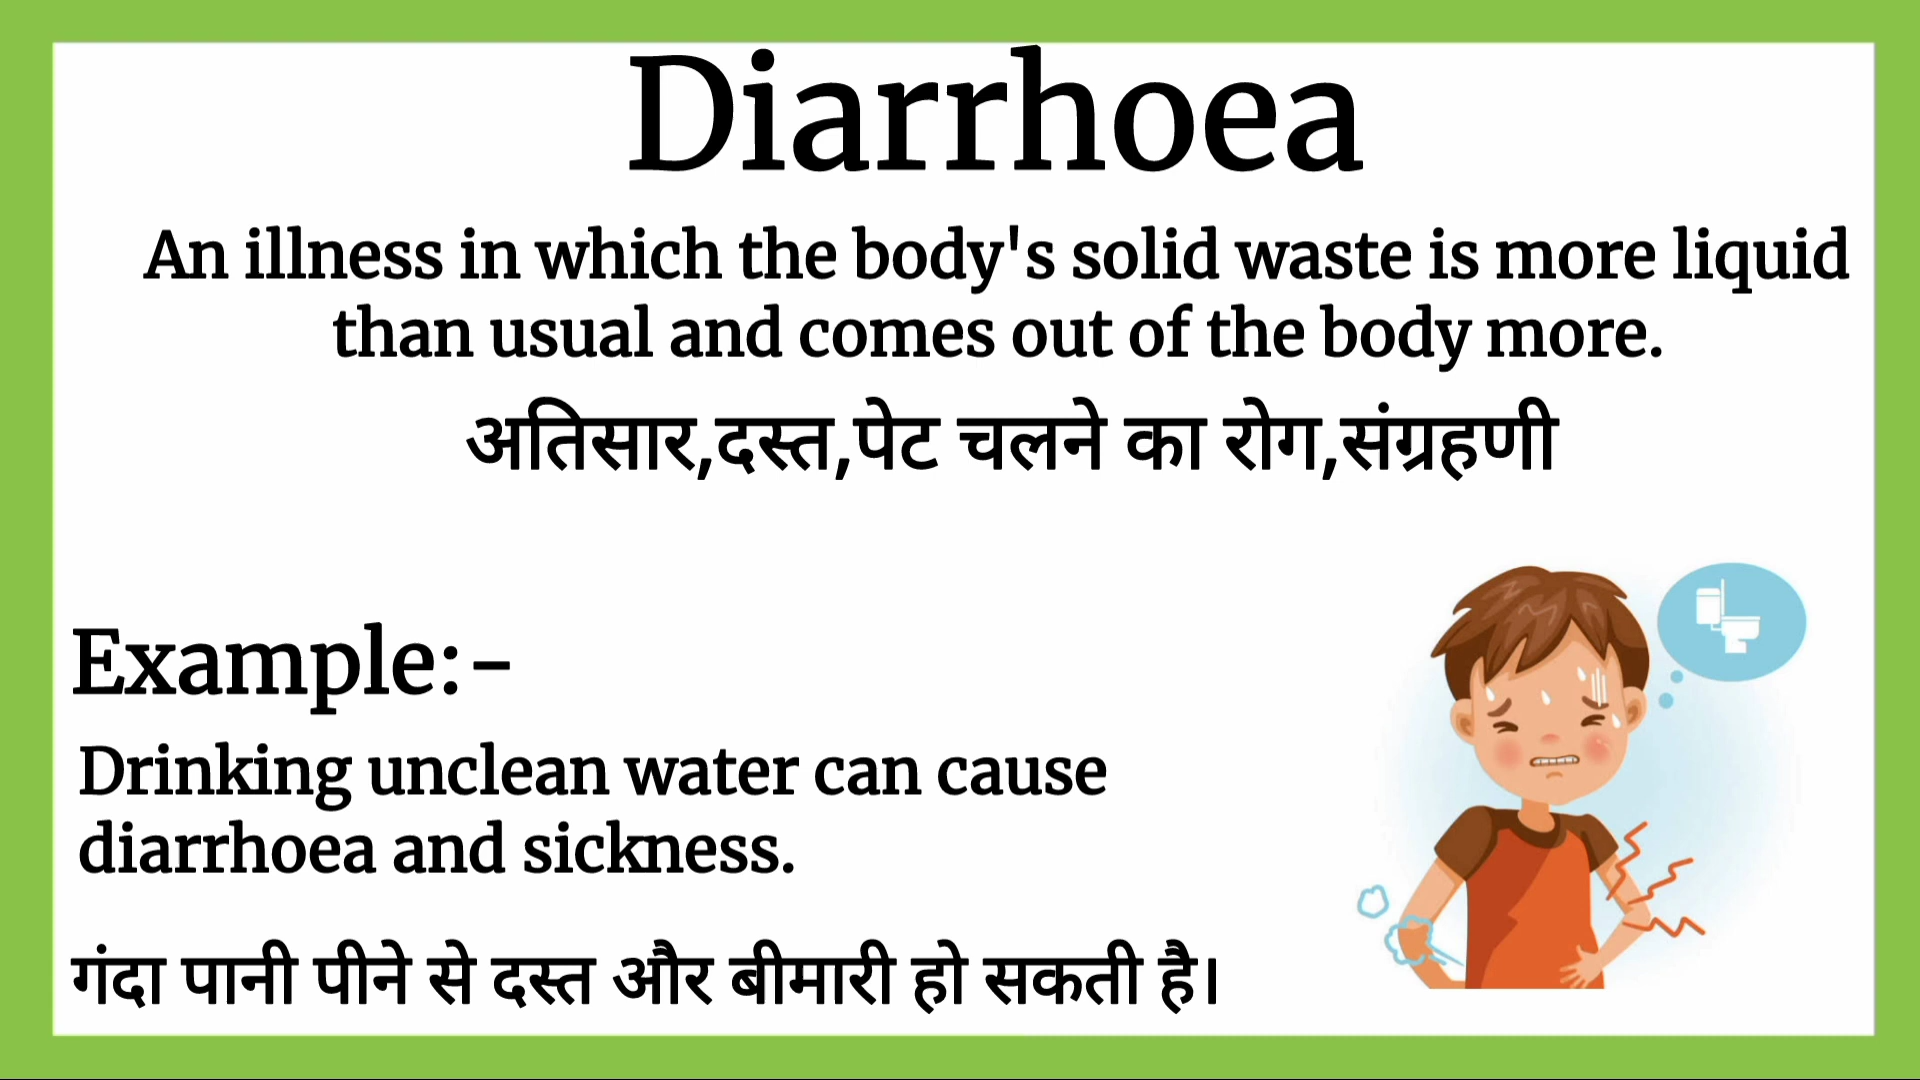 Diarrhoea
An illness in which the body's solid waste is more liquid
than usual and comes out of the body more.
अतिसार,दस्त,पेट चलने का रोग,संग्रहणी
Example:-
Drinking unclean water can cause
diarrhoea and sickness.
गंदा पानी पीने से दस्त और बीमारी हो सकती है।